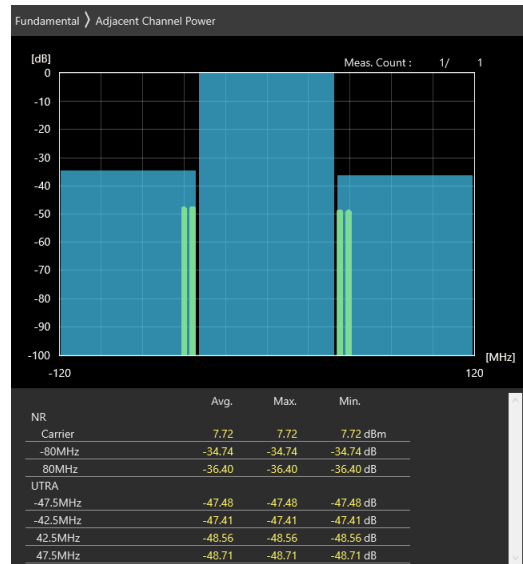 Fundamental 〉 Adjacent Channel Power
[dB]
Meas. Count : 1/ 1
0
-10
-20
-30
-40
-50
-60
-70
-80
-90
-100
[MHz]
-120 120
Avg. Max. Min.
NR
Carrier 7.72 7.72 7.72 dBm
-80MHz -34.74 -34.74 -34.74 dB
80MHz -36.40 -36.40 -36.40 dB
UTRA
-47.5MHz -47.48 -47.48 -47.48 dB
-42.5MHz -47.41 -47.41 -47.41 dB
42.5MHz -48.56 -48.56 -48.56 dB
47.5MHz -48.71 -48.71 -48.71 dB